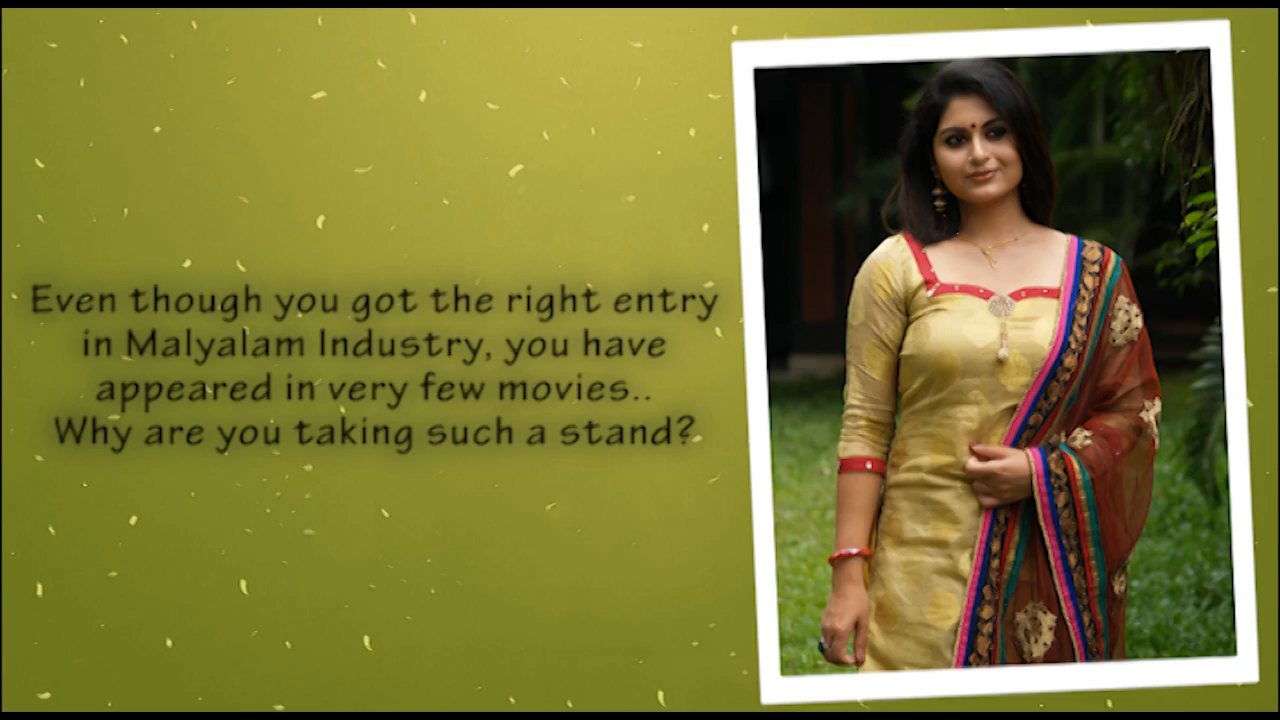 Even though you got the right entry
in Malyalam Industry, you have
appeared in very few movies..
Why are you taking such a stand?